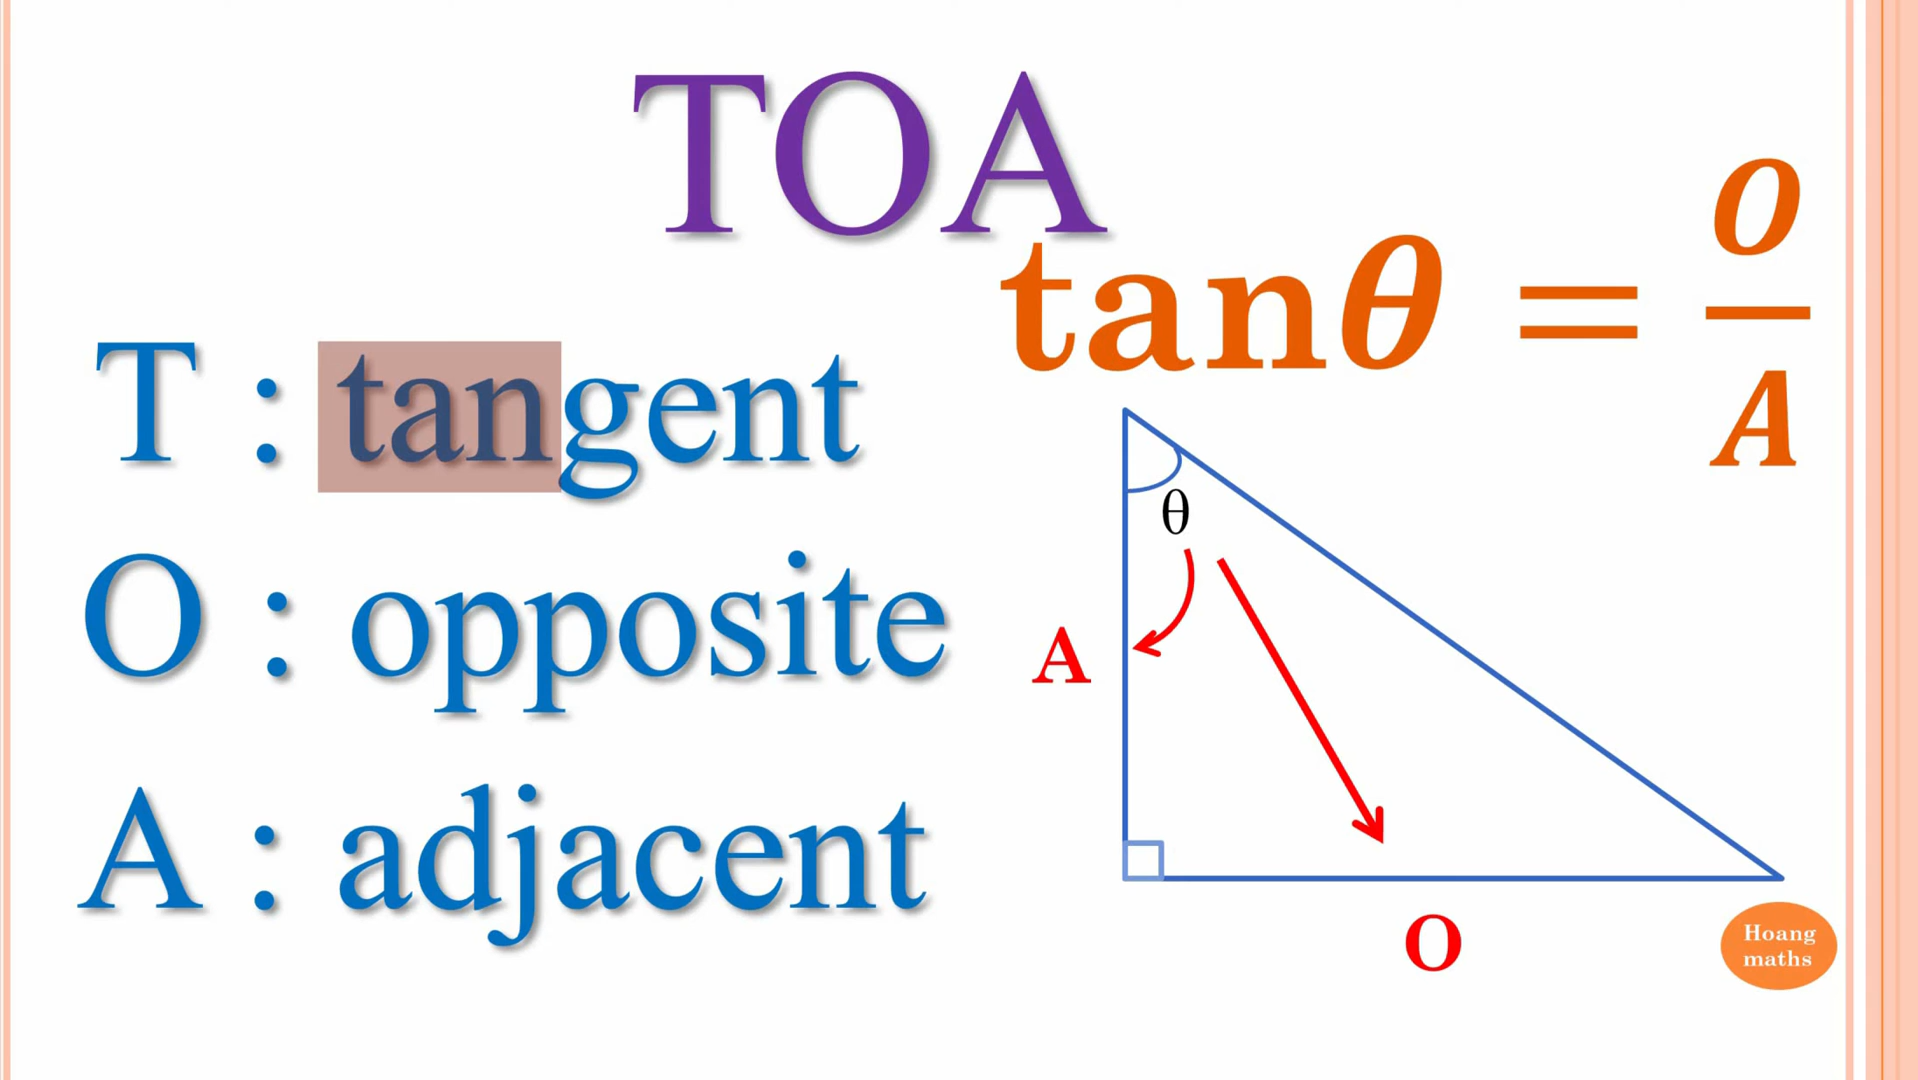 TOA
tanθ = O/A
T : tangent
O : opposite
A : adjacent
θ
A
O
Hoang
maths